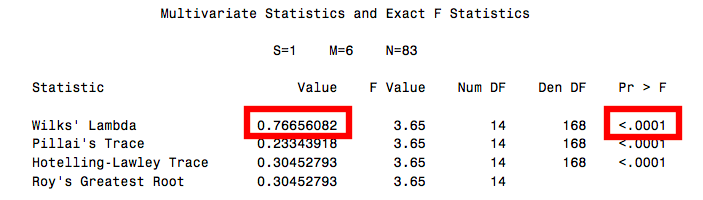 Multivariate Statistics and Exact F Statistics
S=1 M=6 N=83
Statistic Value F Value Num DF Den DF Pr > F
Wilks' Lambda 0.76656082 3.65 14 168 <.0001
Pillai's Trace 0.23343918 3.65 14 168 <.0001
Hotelling-Lawley Trace 0.30452793 3.65 14 168 <.0001
Roy's Greatest Root 0.30452793 3.65 14